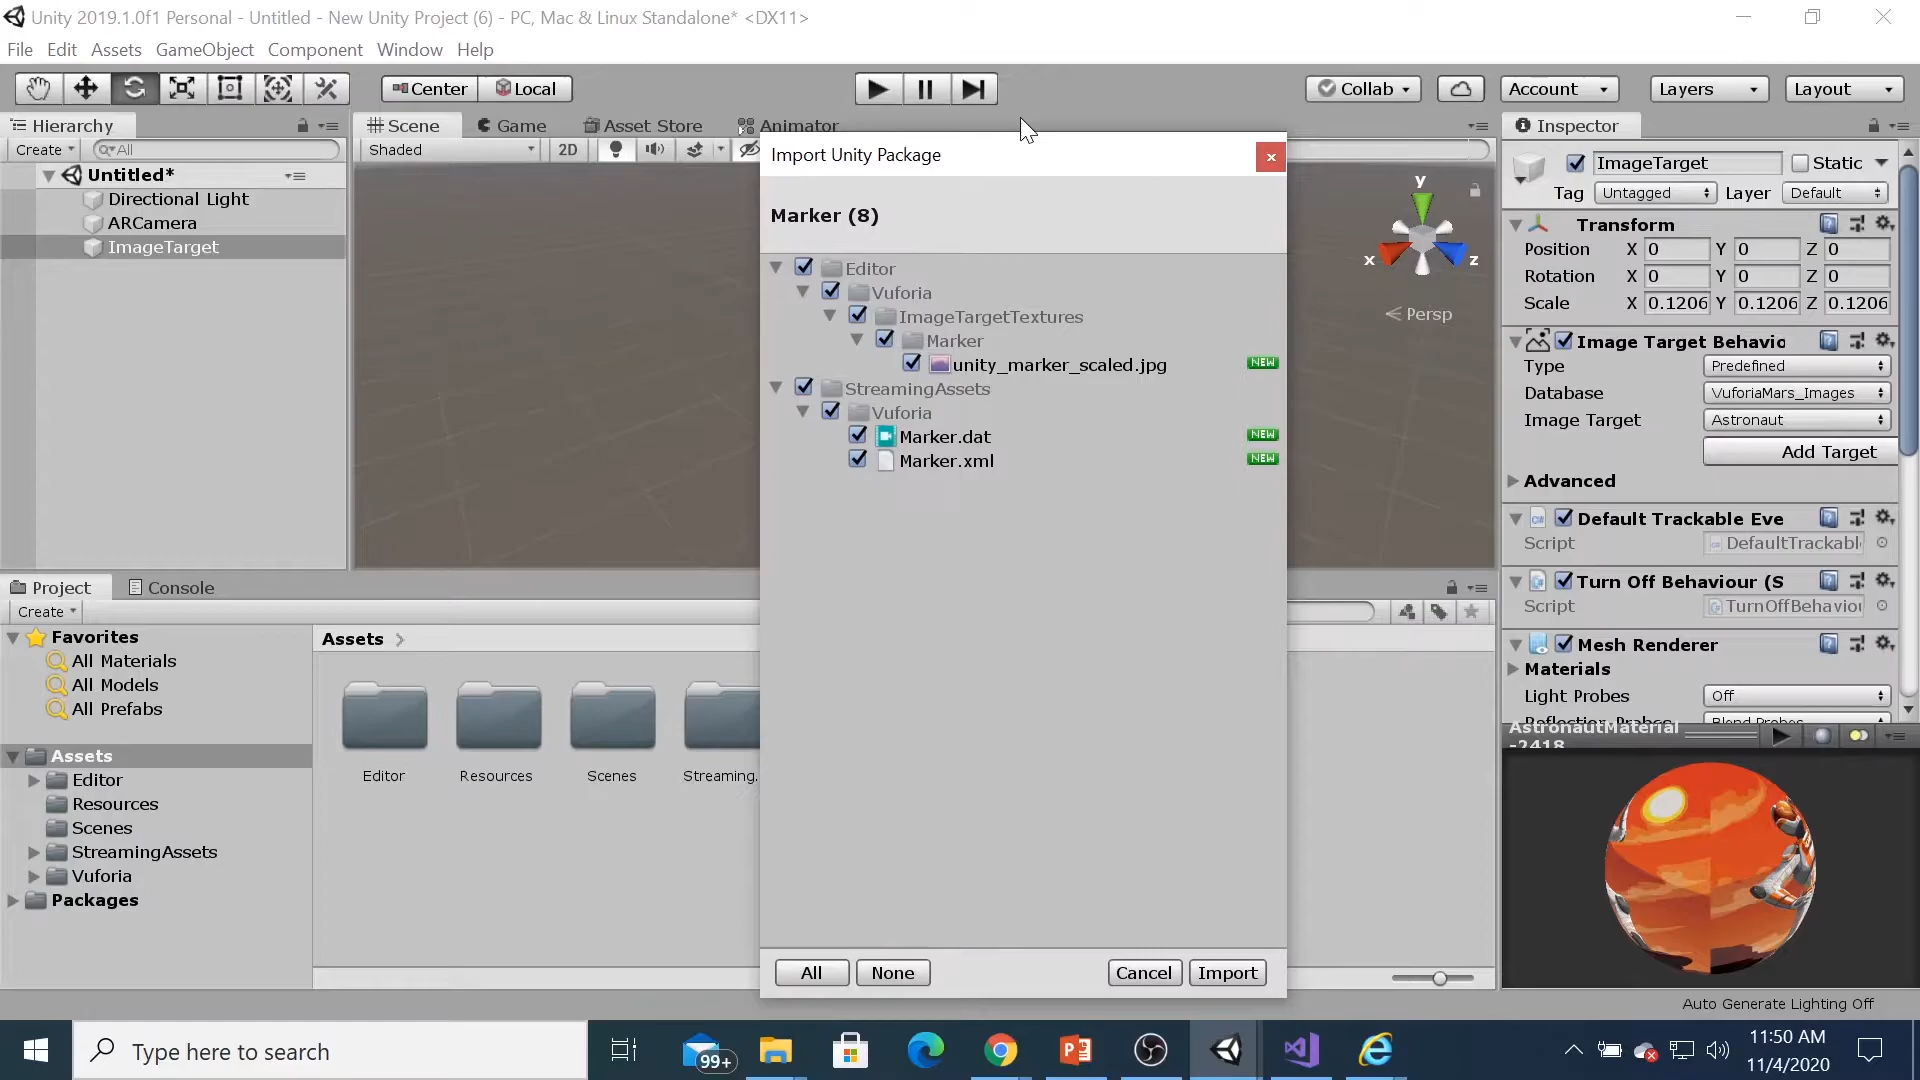 Unity 2019.1.0f1 Personal - Untitled - New Unity Project (6) - PC, Mac & Linux Standalone* <DX11>
File Edit Assets GameObject Component Window Help
Center Local Collab Account Layers Layout
Hierarchy Scene Game Asset Store Animator Inspector
Create All Shaded 2D
Import Unity Package
Untitled*
Directional Light
ARCamera
ImageTarget
Marker (8)
Editor
Vuforia
ImageTargetTextures
Marker
unity_marker_scaled.jpg NEW
StreamingAssets
Vuforia
Marker.dat NEW
Marker.xml NEW
All None Cancel Import
y
x z
Persp
ImageTarget Static
Tag Untagged Layer Default
Transform
Position X 0 Y 0 Z 0
Rotation X 0 Y 0 Z 0
Scale X 0.1206 Y 0.1206 Z 0.1206
Image Target Behavio
Type Predefined
Database VuforiaMars_Images
Image Target Astronaut
Add Target
Advanced
Default Trackable Eve
Script DefaultTrackabl
Turn Off Behaviour (S
Script TurnOffBehaviou
Mesh Renderer
Materials
Light Probes Off
Reflection Probes Blend Probes
AstronautMaterial
-2418
Project Console
Create
Favorites
All Materials
All Models
All Prefabs
Assets
Editor
Resources
Scenes
StreamingAssets
Vuforia
Packages
Assets
Editor Resources Scenes Streaming.
Auto Generate Lighting Off
Type here to search
99+
11:50 AM
11/4/2020